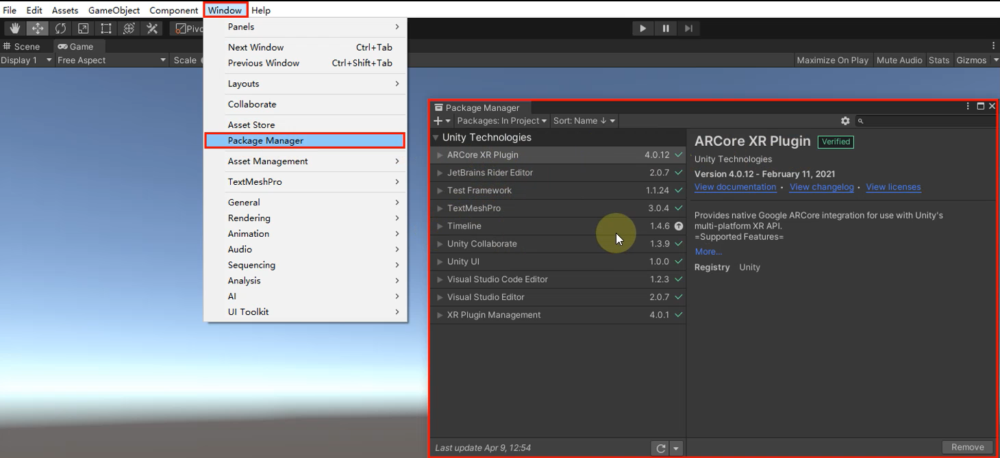 File Edit Assets GameObject Component Window Help
Pivo
Scene Game
Display 1 Free Aspect Scale
Maximize On Play Mute Audio Stats Gizmos
Panels
Next Window Ctrl+Tab
Previous Window Ctrl+Shift+Tab
Layouts
Collaborate
Asset Store
Package Manager
Asset Management
TextMeshPro
General
Rendering
Animation
Audio
Sequencing
Analysis
AI
UI Toolkit
Package Manager
Packages: In Project Sort: Name ↓
Unity Technologies
ARCore XR Plugin 4.0.12
JetBrains Rider Editor 2.0.7
Test Framework 1.1.24
TextMeshPro 3.0.4
Timeline 1.4.6
Unity Collaborate 1.3.9
Unity UI 1.0.0
Visual Studio Code Editor 1.2.3
Visual Studio Editor 2.0.7
XR Plugin Management 4.0.1
Last update Apr 9, 12:54
ARCore XR Plugin Verified
Unity Technologies
Version 4.0.12 - February 11, 2021
View documentation • View changelog • View licenses
Provides native Google ARCore integration for use with Unity's
multi-platform XR API.
=Supported Features=
More...
Registry Unity
Remove